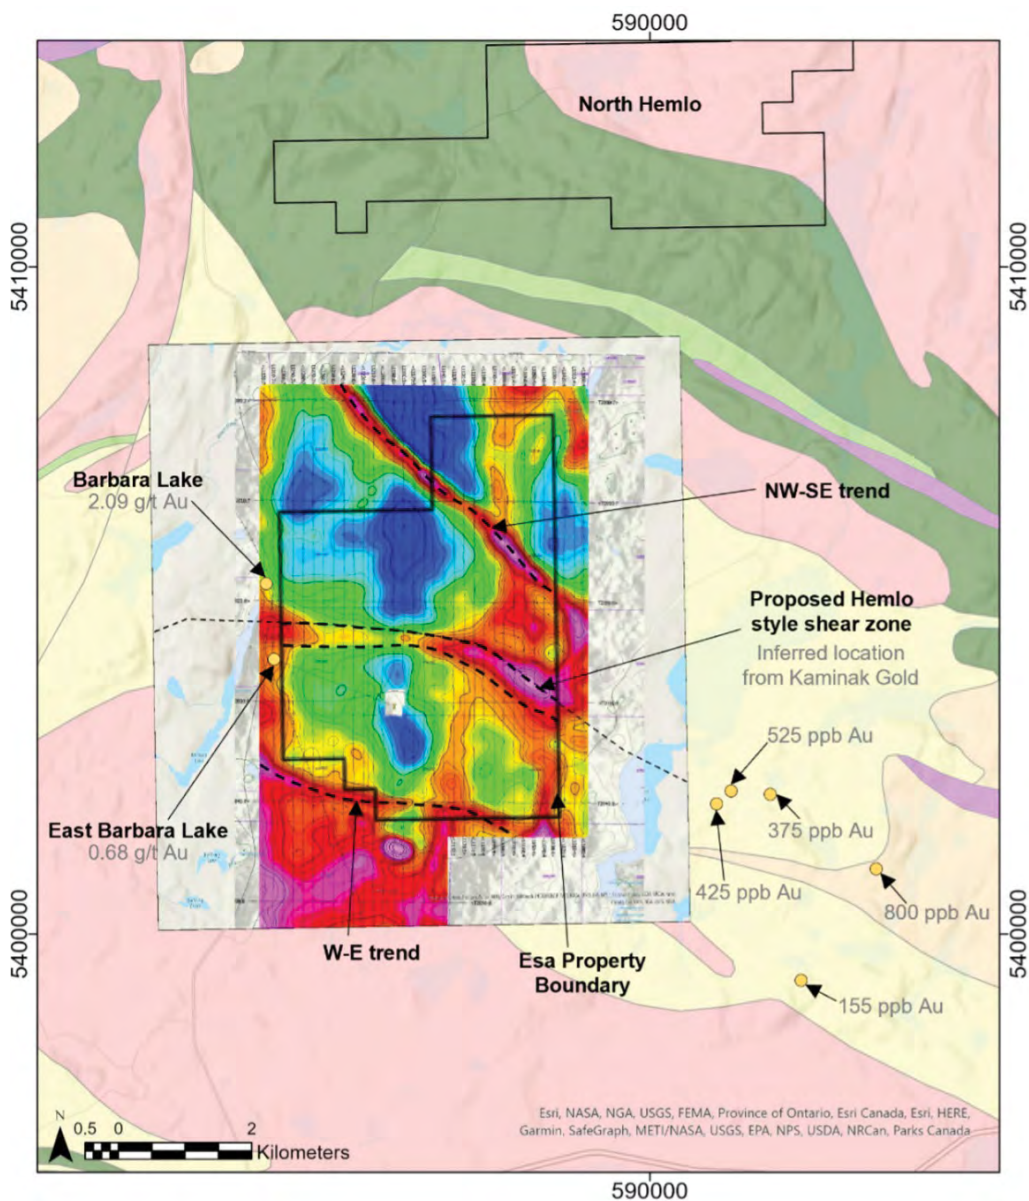 590000
North Hemlo
5410000
5410000
Barbara Lake
2.09 g/t Au
NW-SE trend
Proposed Hemlo
style shear zone
Inferred location
from Kaminak Gold
525 ppb Au
375 ppb Au
East Barbara Lake
0.68 g/t Au
425 ppb Au
800 ppb Au
5400000
5400000
W-E trend
Esa Property
Boundary
155 ppb Au
N
0.5 0 2
Kilometers
Esri, NASA, NGA, USGS, FEMA, Province of Ontario, Esri Canada, Esri, HERE,
Garmin, SafeGraph, METI/NASA, USGS, EPA, NPS, USDA, NRCan, Parks Canada
590000